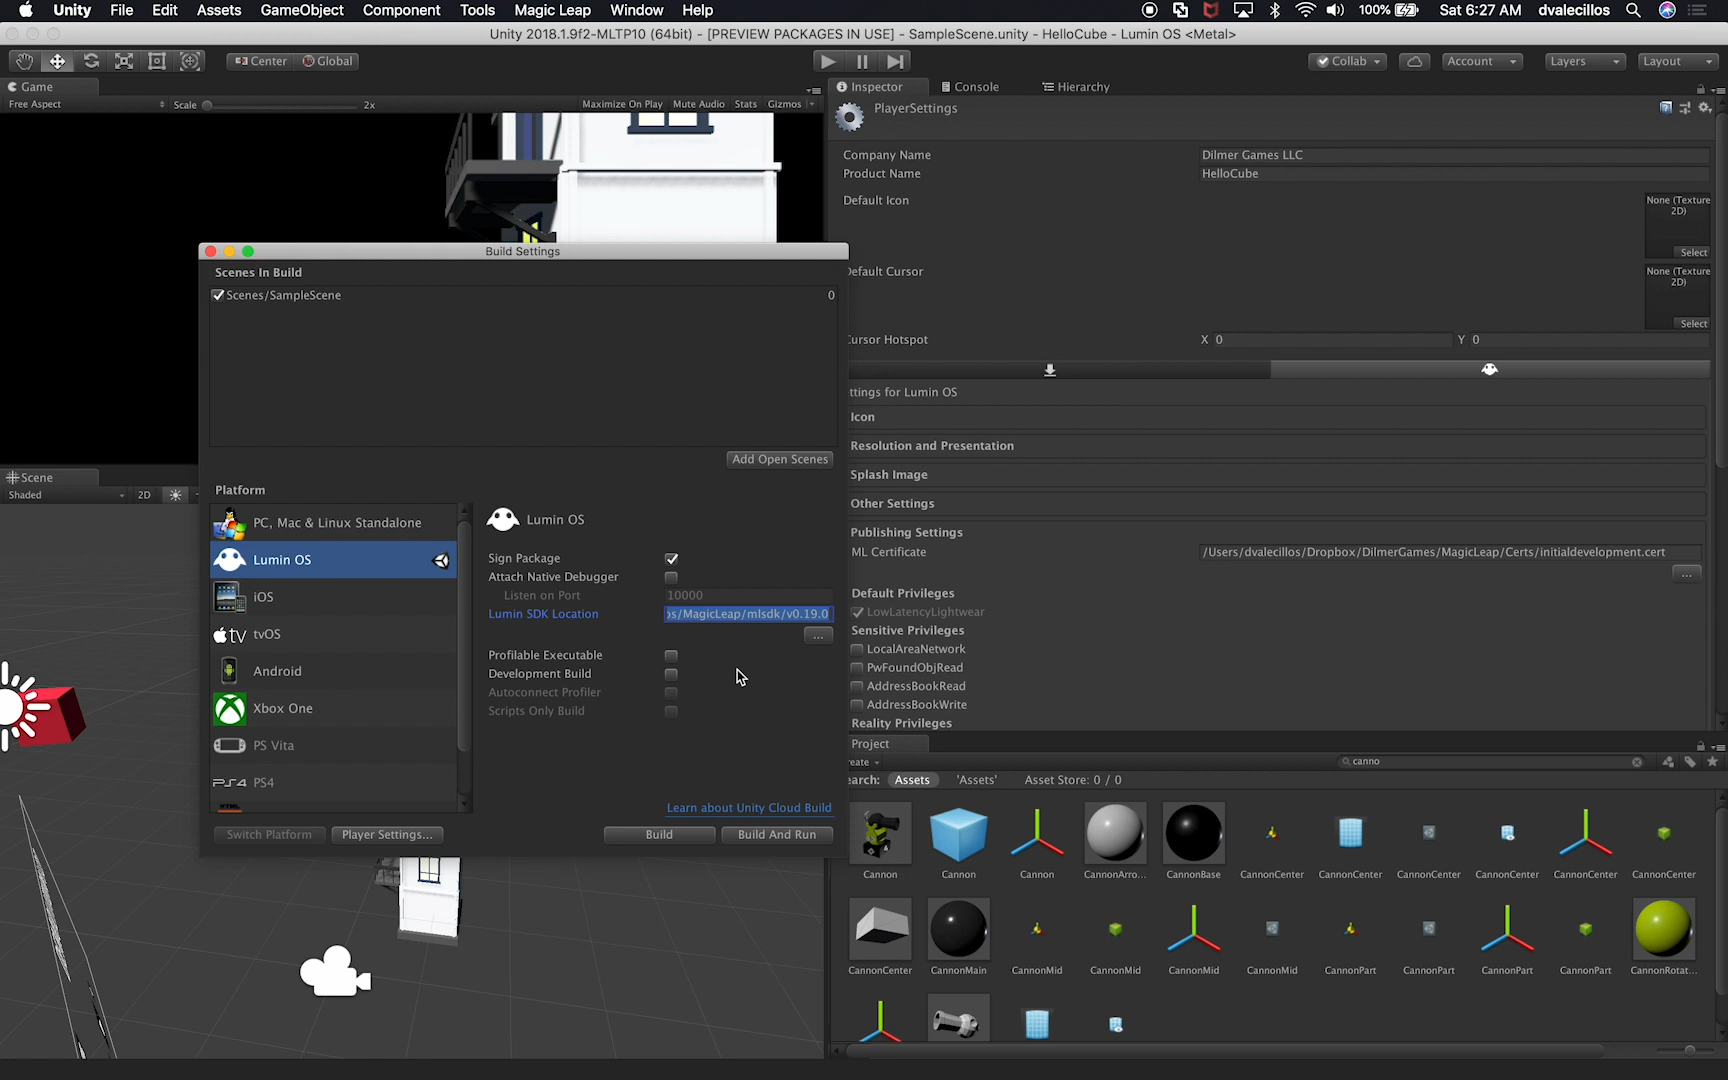 Unity File Edit Assets GameObject Component Tools Magic Leap Window Help 100% Sat 6:27 AM dvalecillos
Unity 2018.1.9f2-MLTP10 (64bit) - [PREVIEW PACKAGES IN USE] - SampleScene.unity - HelloCube - Lumin OS <Metal>
Center Global Collab Account Layers Layout
Game
Free Aspect Scale 2x Maximize On Play Mute Audio Stats Gizmos
Inspector Console Hierarchy
PlayerSettings
Company Name Dilmer Games LLC
Product Name HelloCube
Default Icon None (Texture 2D)
Select
Default Cursor None (Texture 2D)
Select
Cursor Hotspot X 0 Y 0
ttings for Lumin OS
Icon
Resolution and Presentation
Splash Image
Other Settings
Publishing Settings
ML Certificate /Users/dvalecillos/Dropbox/DilmerGames/MagicLeap/Certs/initialdevelopment.cert
...
Default Privileges
LowLatencyLightwear
Sensitive Privileges
LocalAreaNetwork
PwFoundObjRead
AddressBookRead
AddressBookWrite
Reality Privileges
Build Settings
Scenes In Build
Scenes/SampleScene 0
Add Open Scenes
Platform
PC, Mac & Linux Standalone
Lumin OS
iOS
tv tvOS
Android
Xbox One
PS Vita
PS4 PS4
HTML
Lumin OS
Sign Package
Attach Native Debugger
Listen on Port 10000
Lumin SDK Location os/MagicLeap/mlsdk/v0.19.0
...
Profilable Executable
Development Build
Autoconnect Profiler
Scripts Only Build
Learn about Unity Cloud Build
Switch Platform Player Settings... Build Build And Run
Scene
Shaded 2D
Project
reate canno
earch: Assets 'Assets' Asset Store: 0 / 0
Cannon Cannon Cannon CannonArro... CannonBase CannonCenter CannonCenter CannonCenter CannonCenter CannonCenter CannonCenter
CannonCenter CannonMain CannonMid CannonMid CannonMid CannonMid CannonPart CannonPart CannonPart CannonPart CannonRotat...